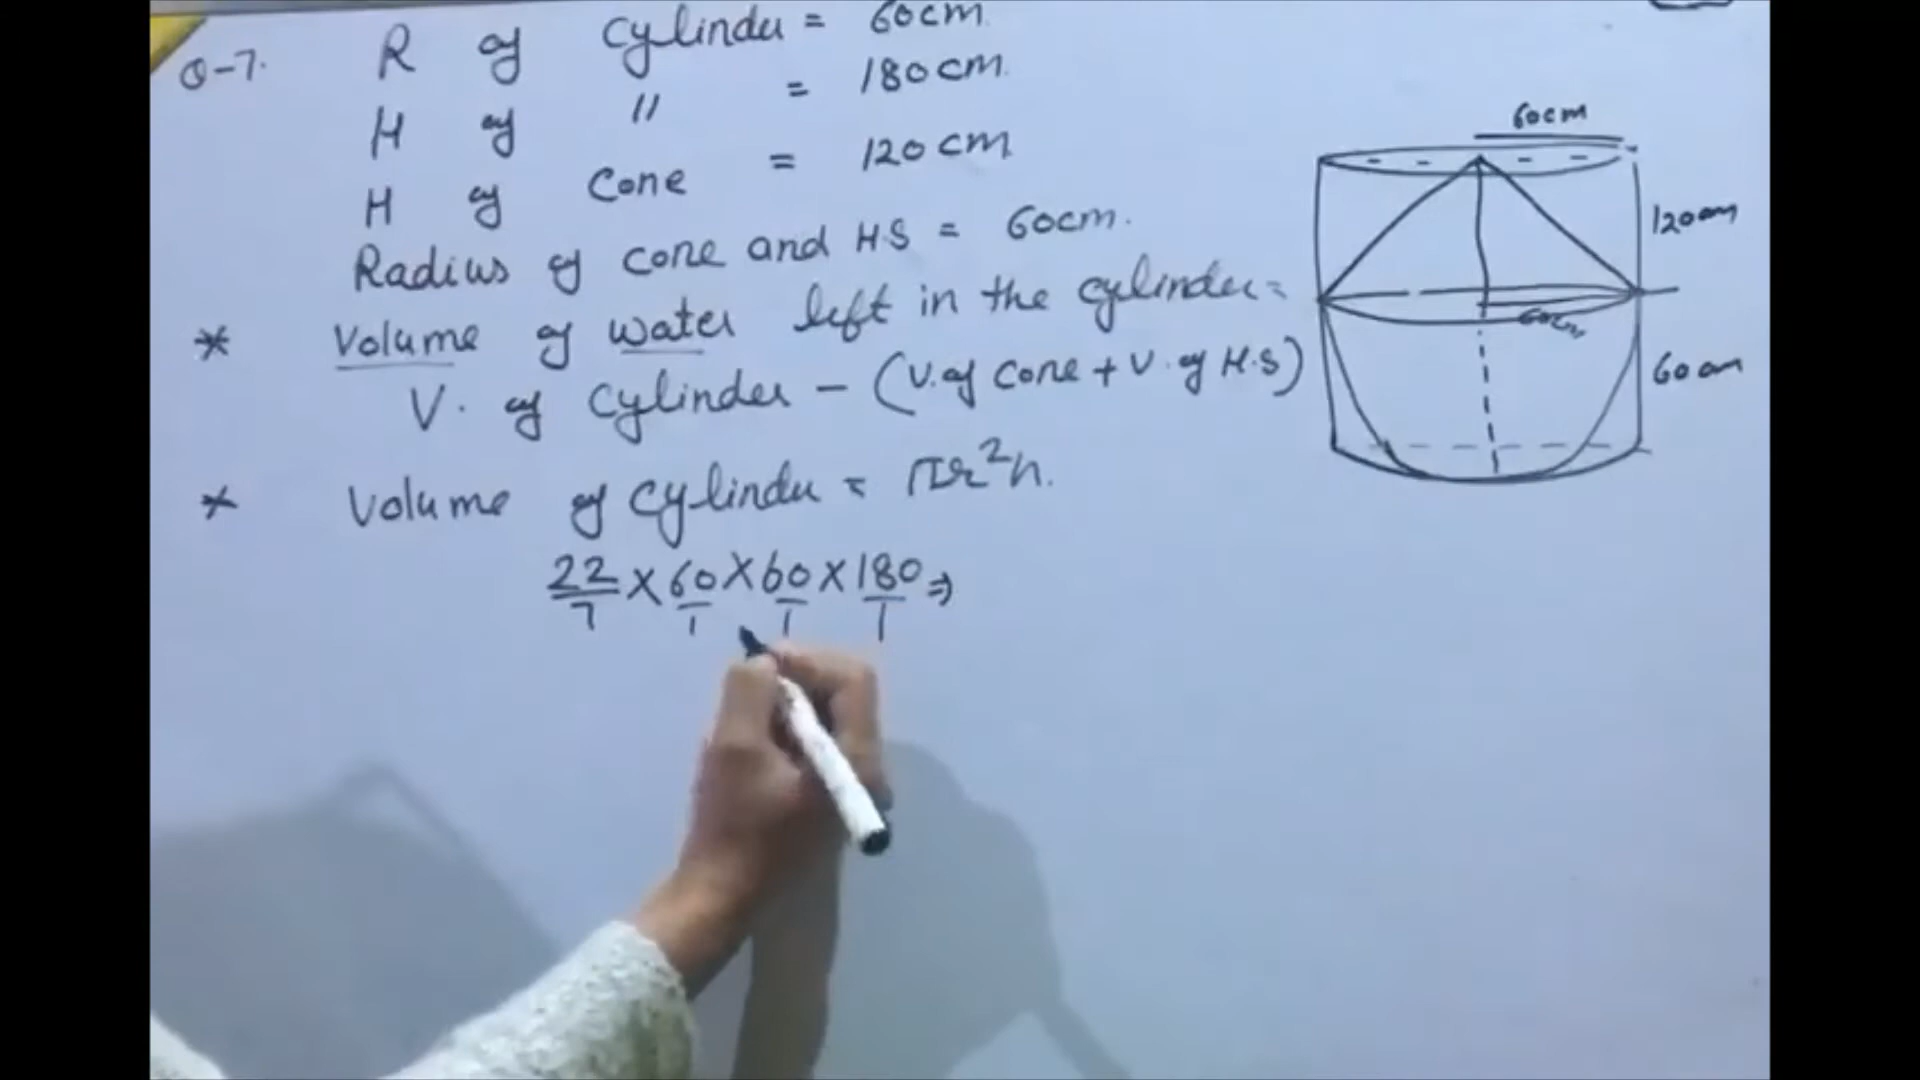 Q-7. R of Cylinder = 60cm.
H of " = 180cm.
H of Cone = 120cm
Radius of cone and H.S = 60cm.
* Volume of water left in the cylinder =
V. of Cylinder - (V. of Cone + V. of H.S)
* Volume of Cylinder = πr²h.
22/7 × 60/1 × 60/1 × 180/1 ⇒
60cm
120cm
60cm
60cm